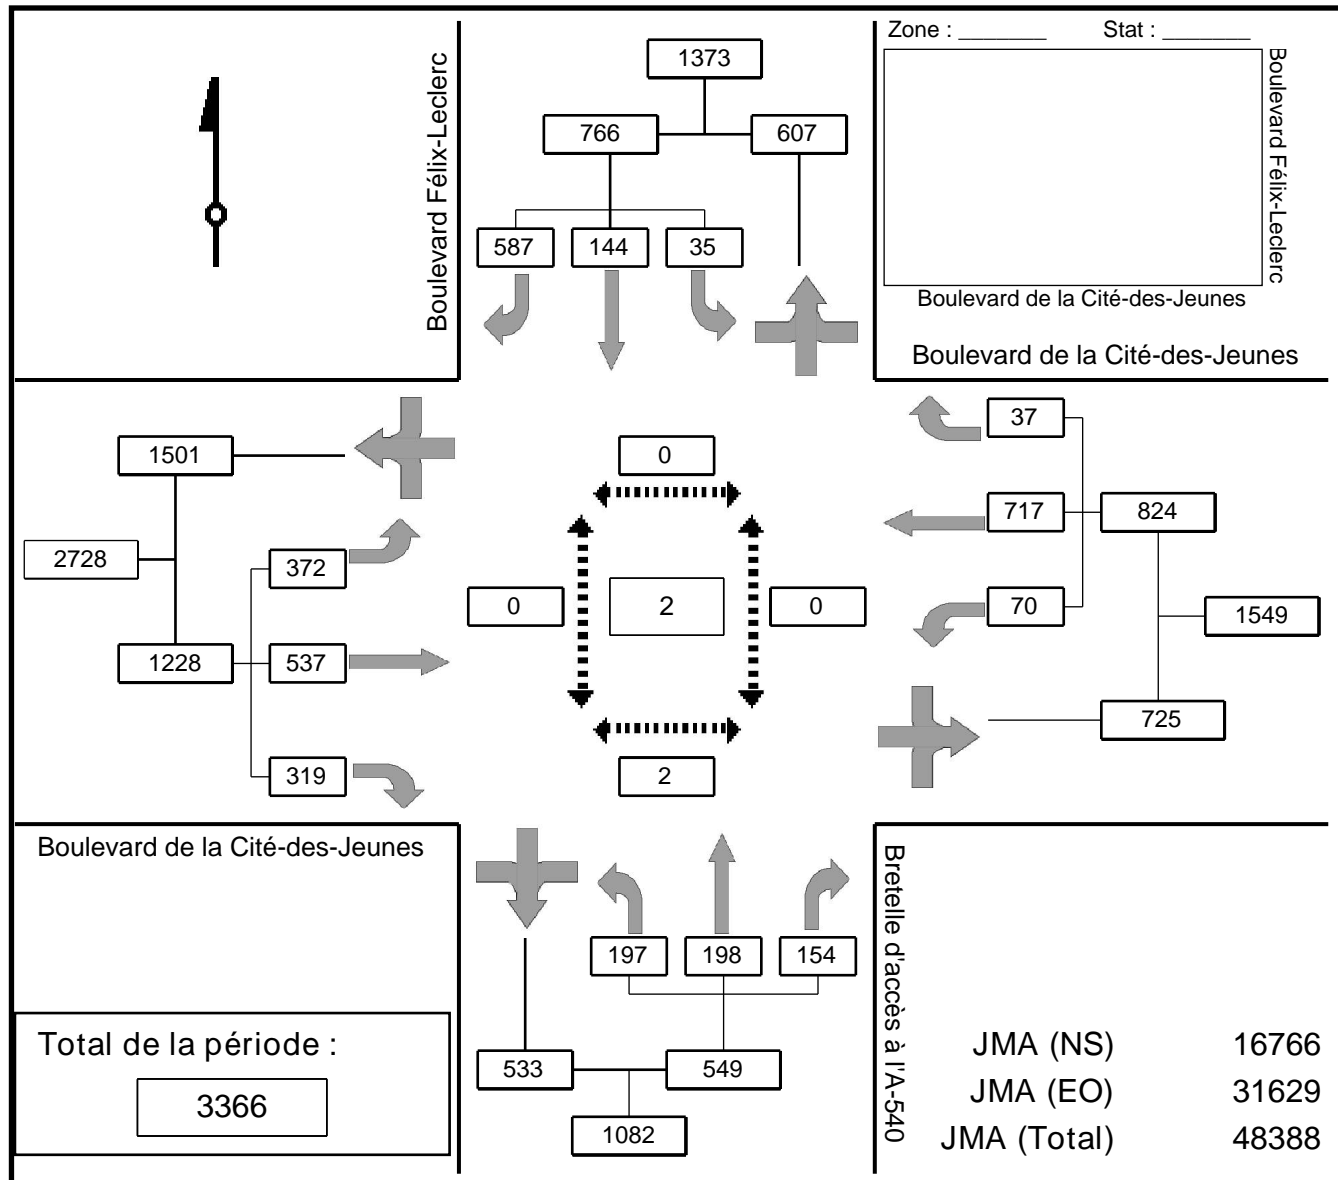 Zone : _______ Stat : _______
Boulevard Félix-Leclerc
Boulevard Félix-Leclerc
1373
766
607
587
144
35
Boulevard de la Cité-des-Jeunes
Boulevard de la Cité-des-Jeunes
37
1501
0
717
824
2728
372
0
2
0
70
1549
1228
537
725
319
2
Boulevard de la Cité-des-Jeunes
Bretelle d'accès à l'A-540
197
198
154
Total de la période :
3366
533
549
1082
JMA (NS) 16766
JMA (EO) 31629
JMA (Total) 48388